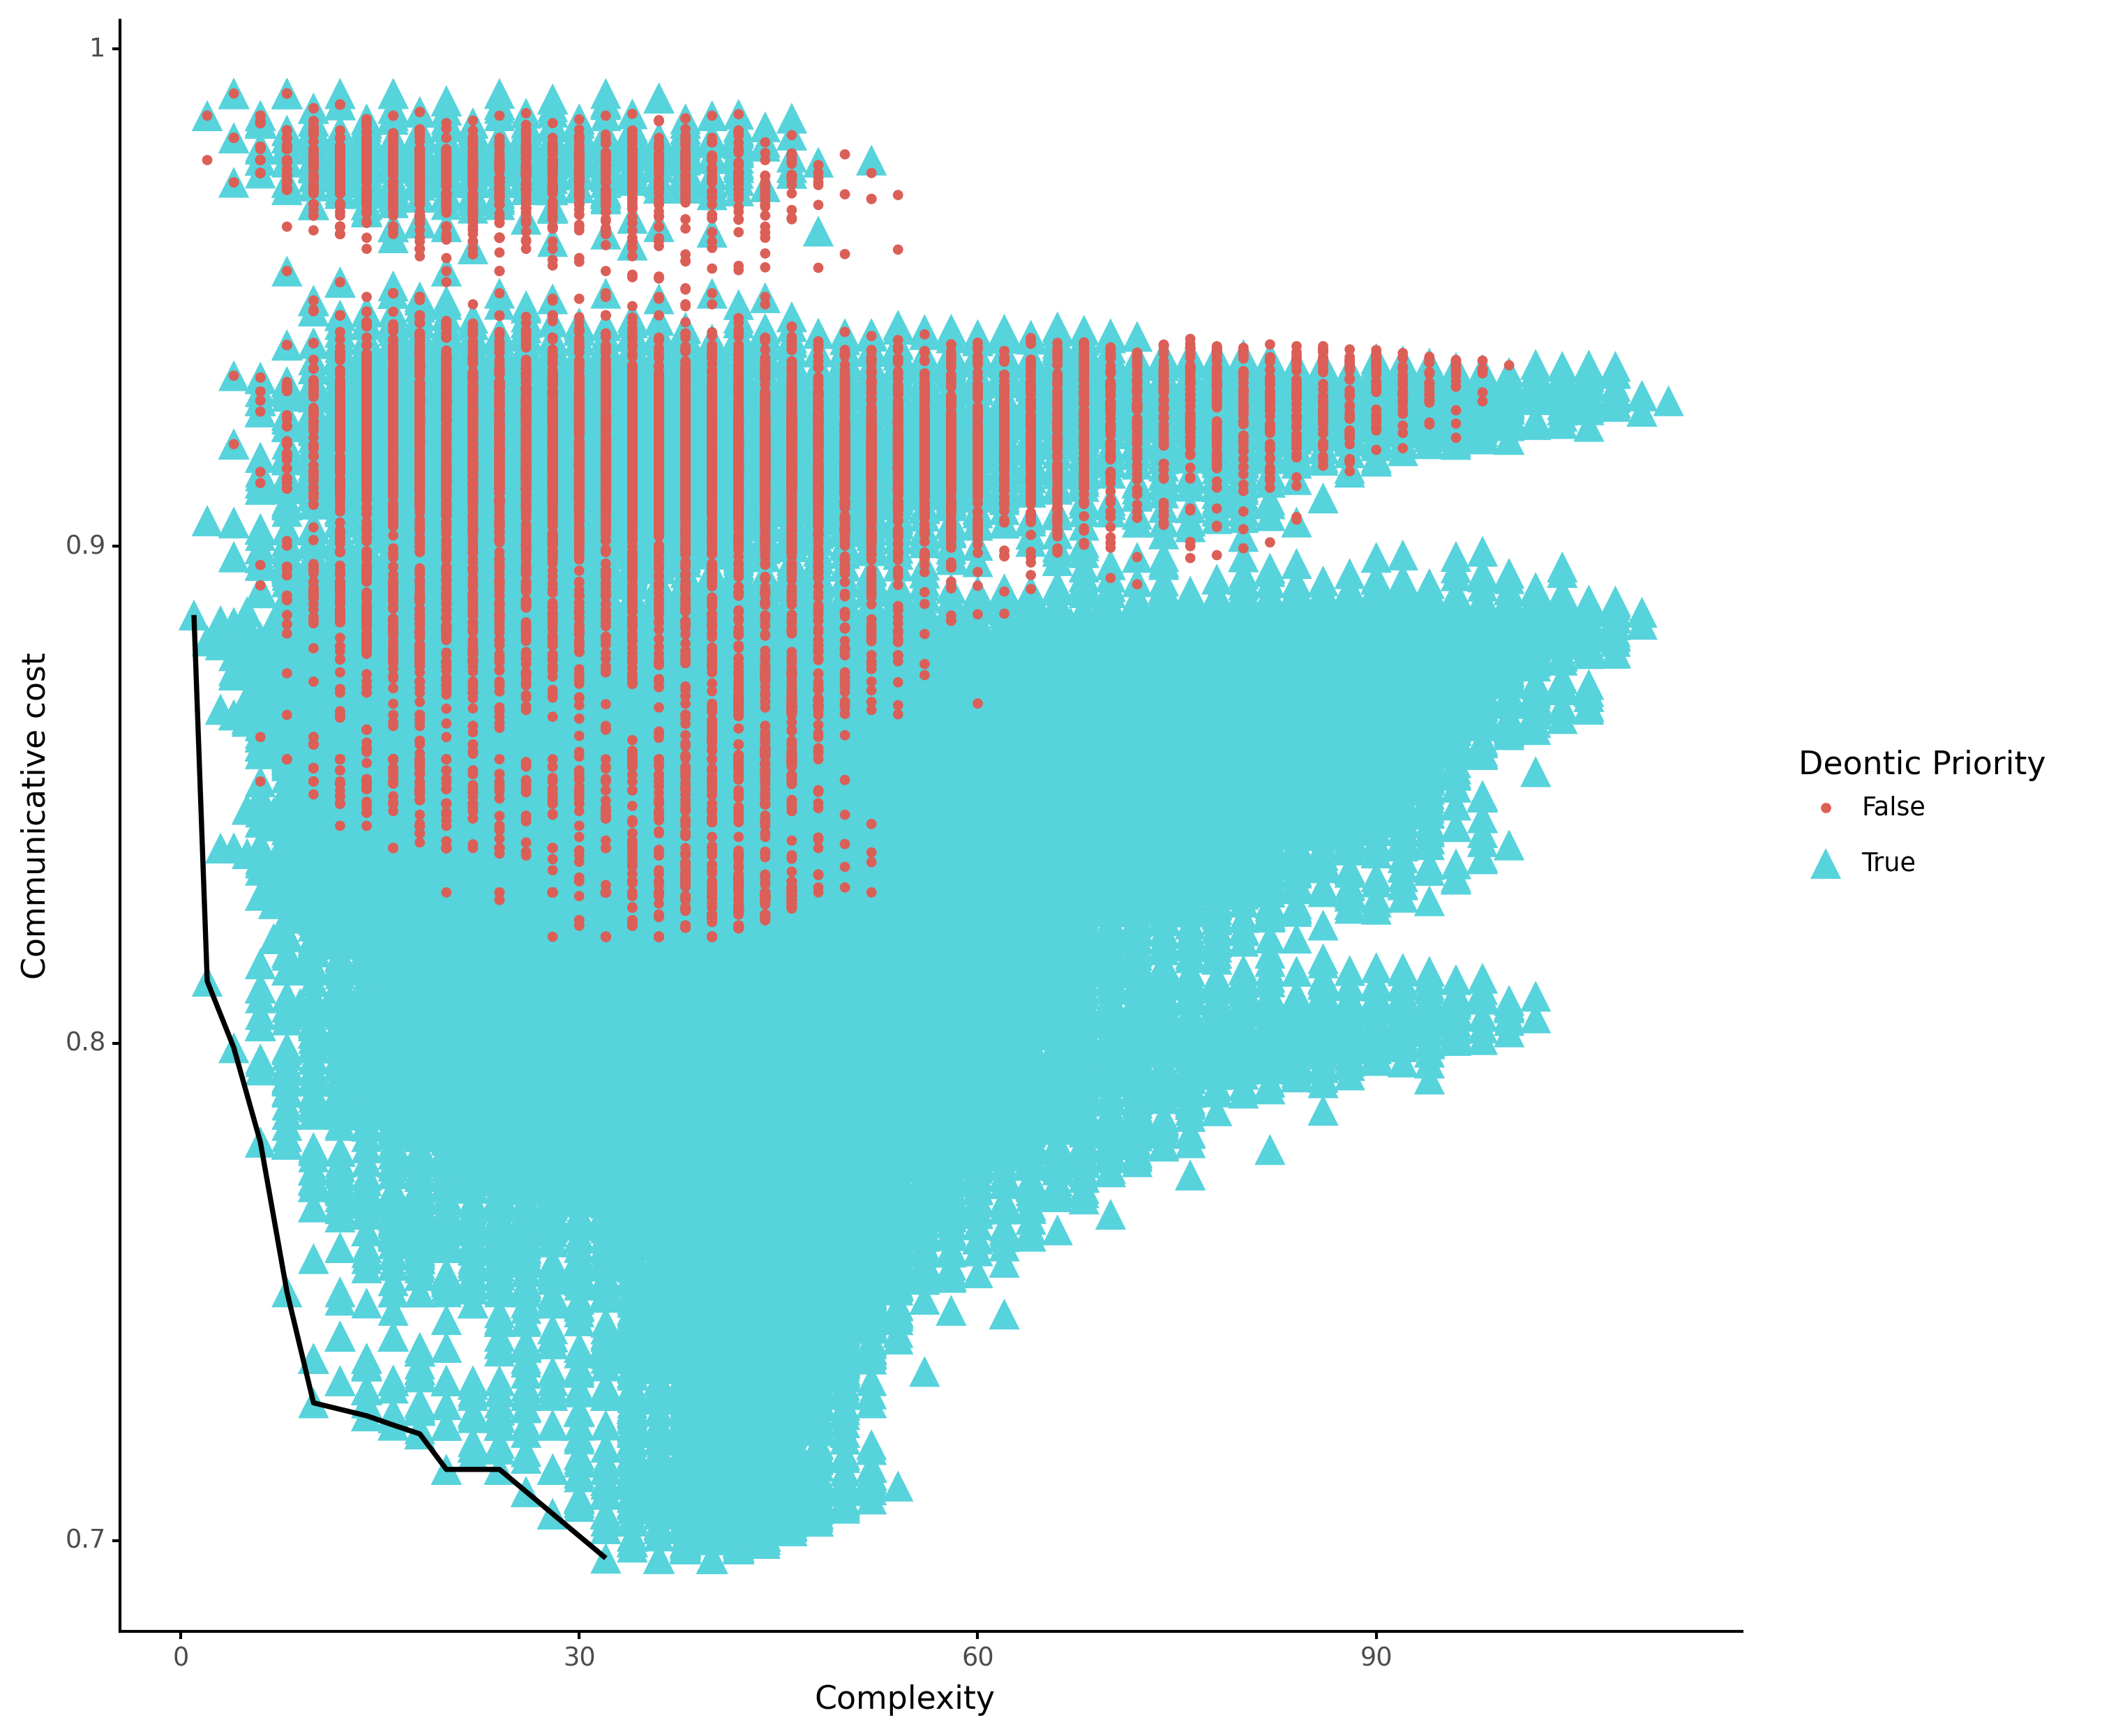 1
0.9
0.8
0.7
Communicative cost
0
30
60
90
Complexity
Deontic Priority
False
True